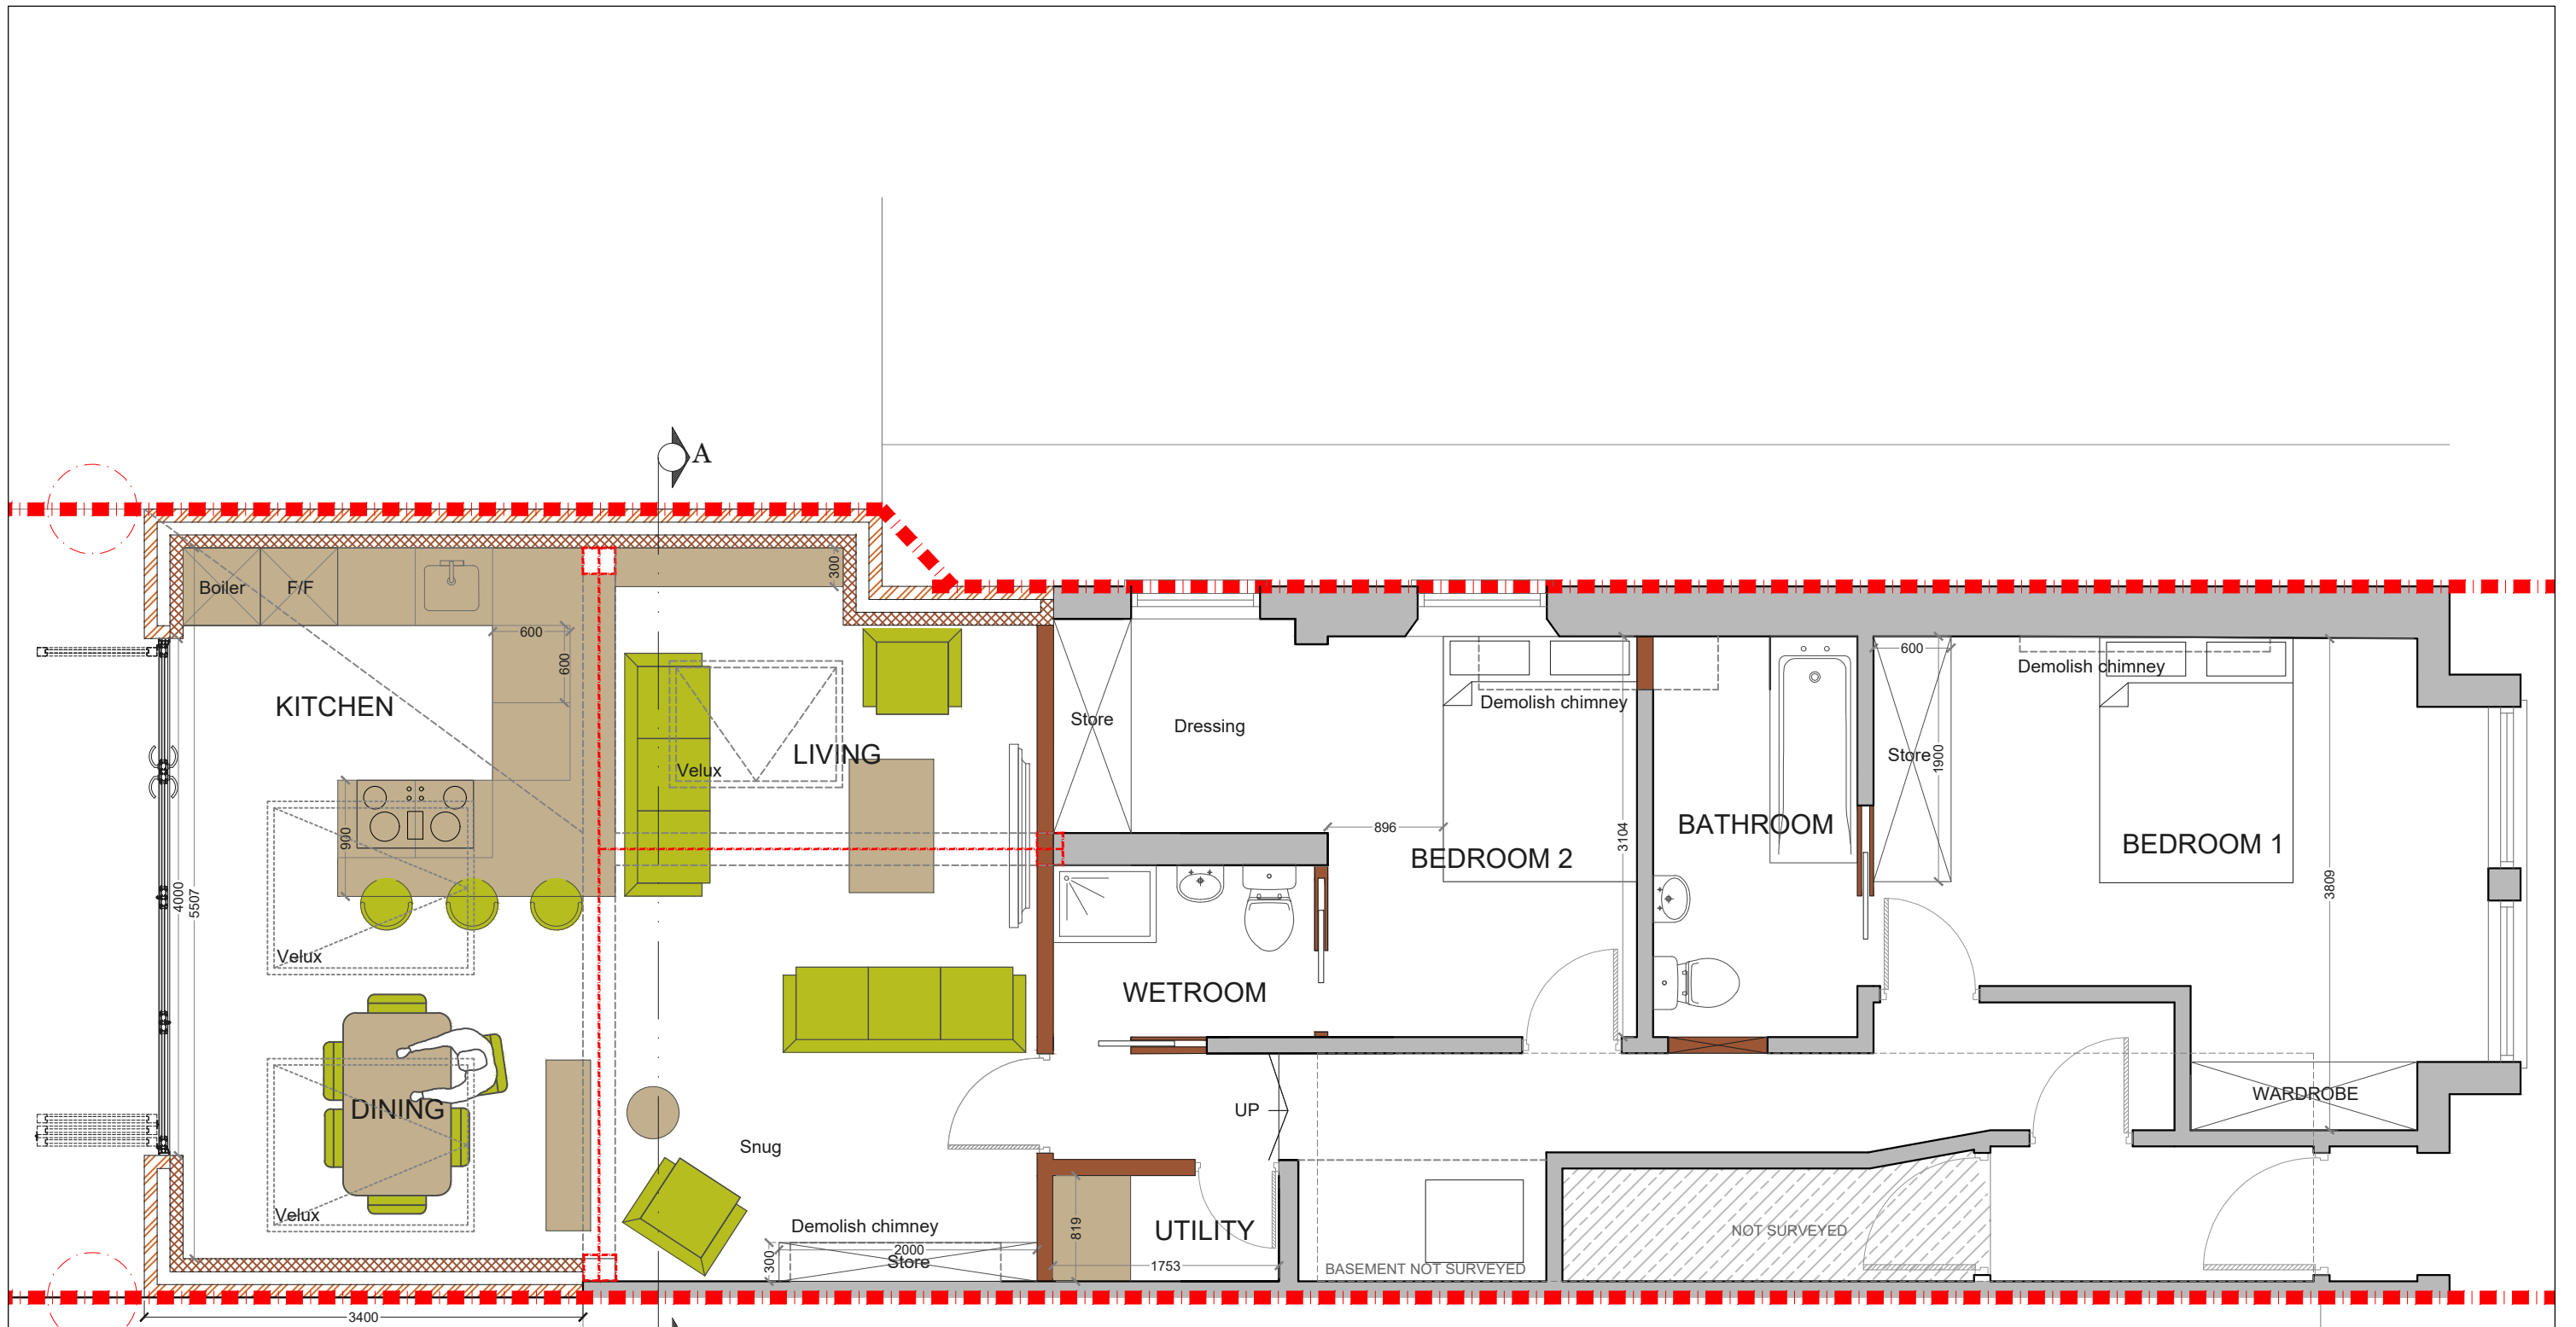 A
Boiler
F/F
300
600
600
KITCHEN
LIVING
Velux
Store
Dressing
Demolish chimney
600
Demolish chimney
Store
1900
900
896
3104
BATHROOM
BEDROOM 2
BEDROOM 1
4000
5507
3809
Velux
WETROOM
DINING
UP
WARDROBE
Snug
Velux
Demolish chimney
300
2000
Store
819
UTILITY
1753
BASEMENT NOT SURVEYED
NOT SURVEYED
3400